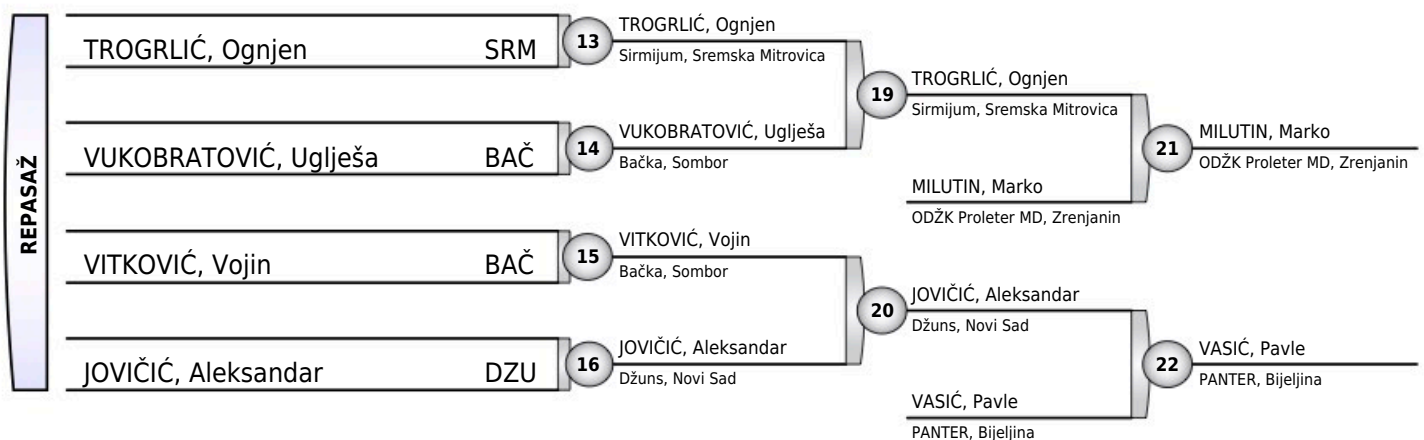 REPASAŽ
TROGRLIĆ, Ognjen SRM
VUKOBRATOVIĆ, Uglješa BAČ
VITKOVIĆ, Vojin BAČ
JOVIČIĆ, Aleksandar DZU
13
TROGRLIĆ, Ognjen
Sirmijum, Sremska Mitrovica
14
VUKOBRATOVIĆ, Uglješa
Bačka, Sombor
15
VITKOVIĆ, Vojin
Bačka, Sombor
16
JOVIČIĆ, Aleksandar
Džuns, Novi Sad
19
TROGRLIĆ, Ognjen
Sirmijum, Sremska Mitrovica
MILUTIN, Marko
ODŽK Proleter MD, Zrenjanin
20
JOVIČIĆ, Aleksandar
Džuns, Novi Sad
VASIĆ, Pavle
PANTER, Bijeljina
21
MILUTIN, Marko
ODŽK Proleter MD, Zrenjanin
22
VASIĆ, Pavle
PANTER, Bijeljina